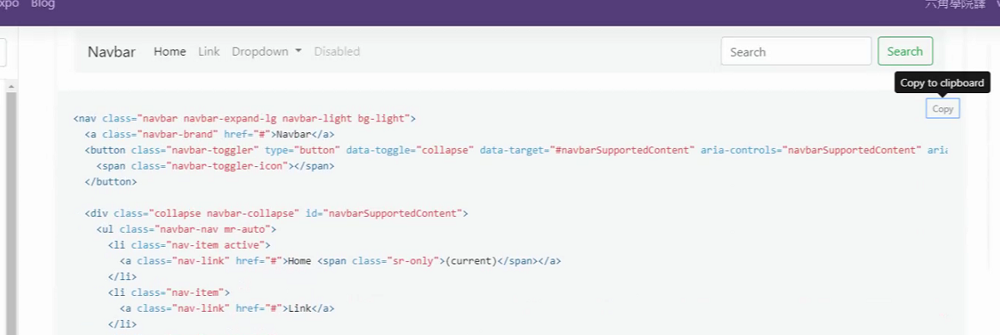 xpo Blog 六角學院譯
Navbar Home Link Dropdown Disabled Search Search
Copy to clipboard
Copy
<nav class="navbar navbar-expand-lg navbar-light bg-light">
<a class="navbar-brand" href="#">Navbar</a>
<button class="navbar-toggler" type="button" data-toggle="collapse" data-target="#navbarSupportedContent" aria-controls="navbarSupportedContent" aria
<span class="navbar-toggler-icon"></span>
</button>
<div class="collapse navbar-collapse" id="navbarSupportedContent">
<ul class="navbar-nav mr-auto">
<li class="nav-item active">
<a class="nav-link" href="#">Home <span class="sr-only">(current)</span></a>
</li>
<li class="nav-item">
<a class="nav-link" href="#">Link</a>
</li>